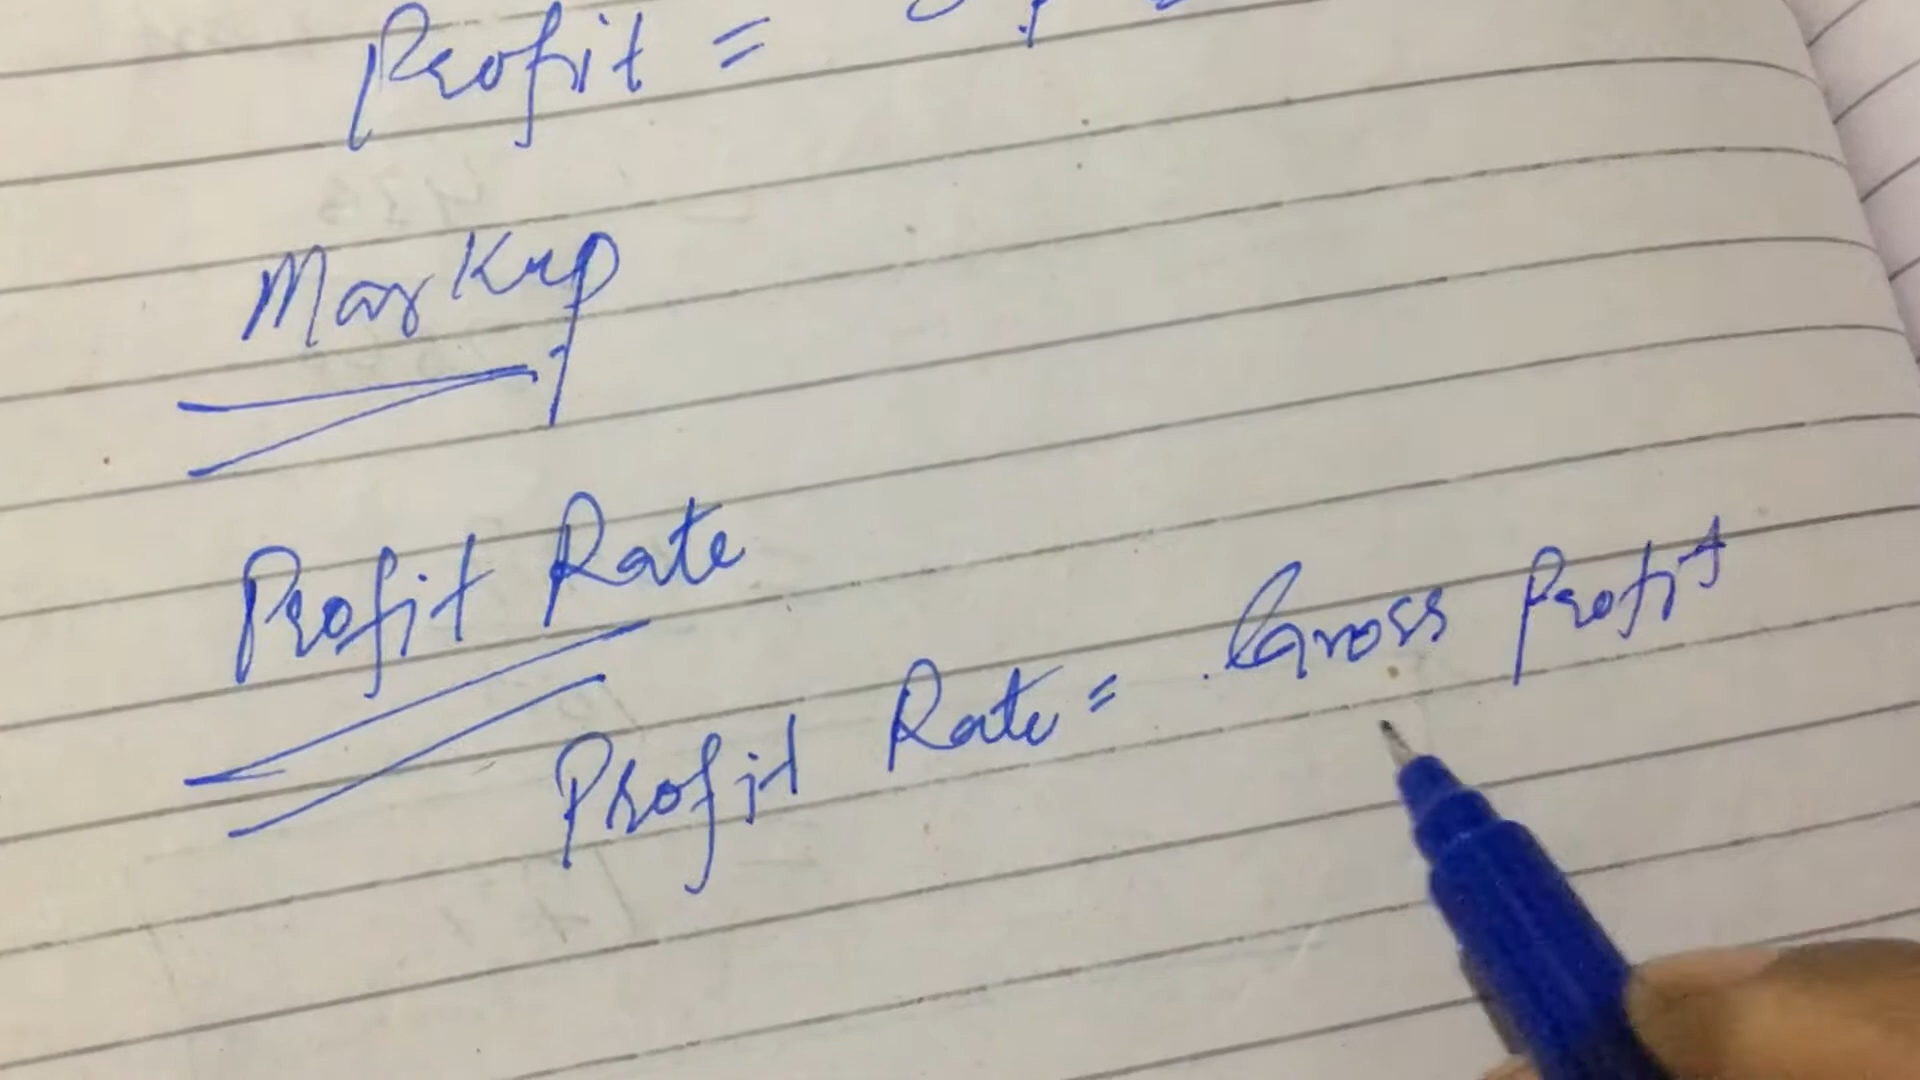 Profit =
Markup
Profit Rate
Profit Rate = Gross Profit